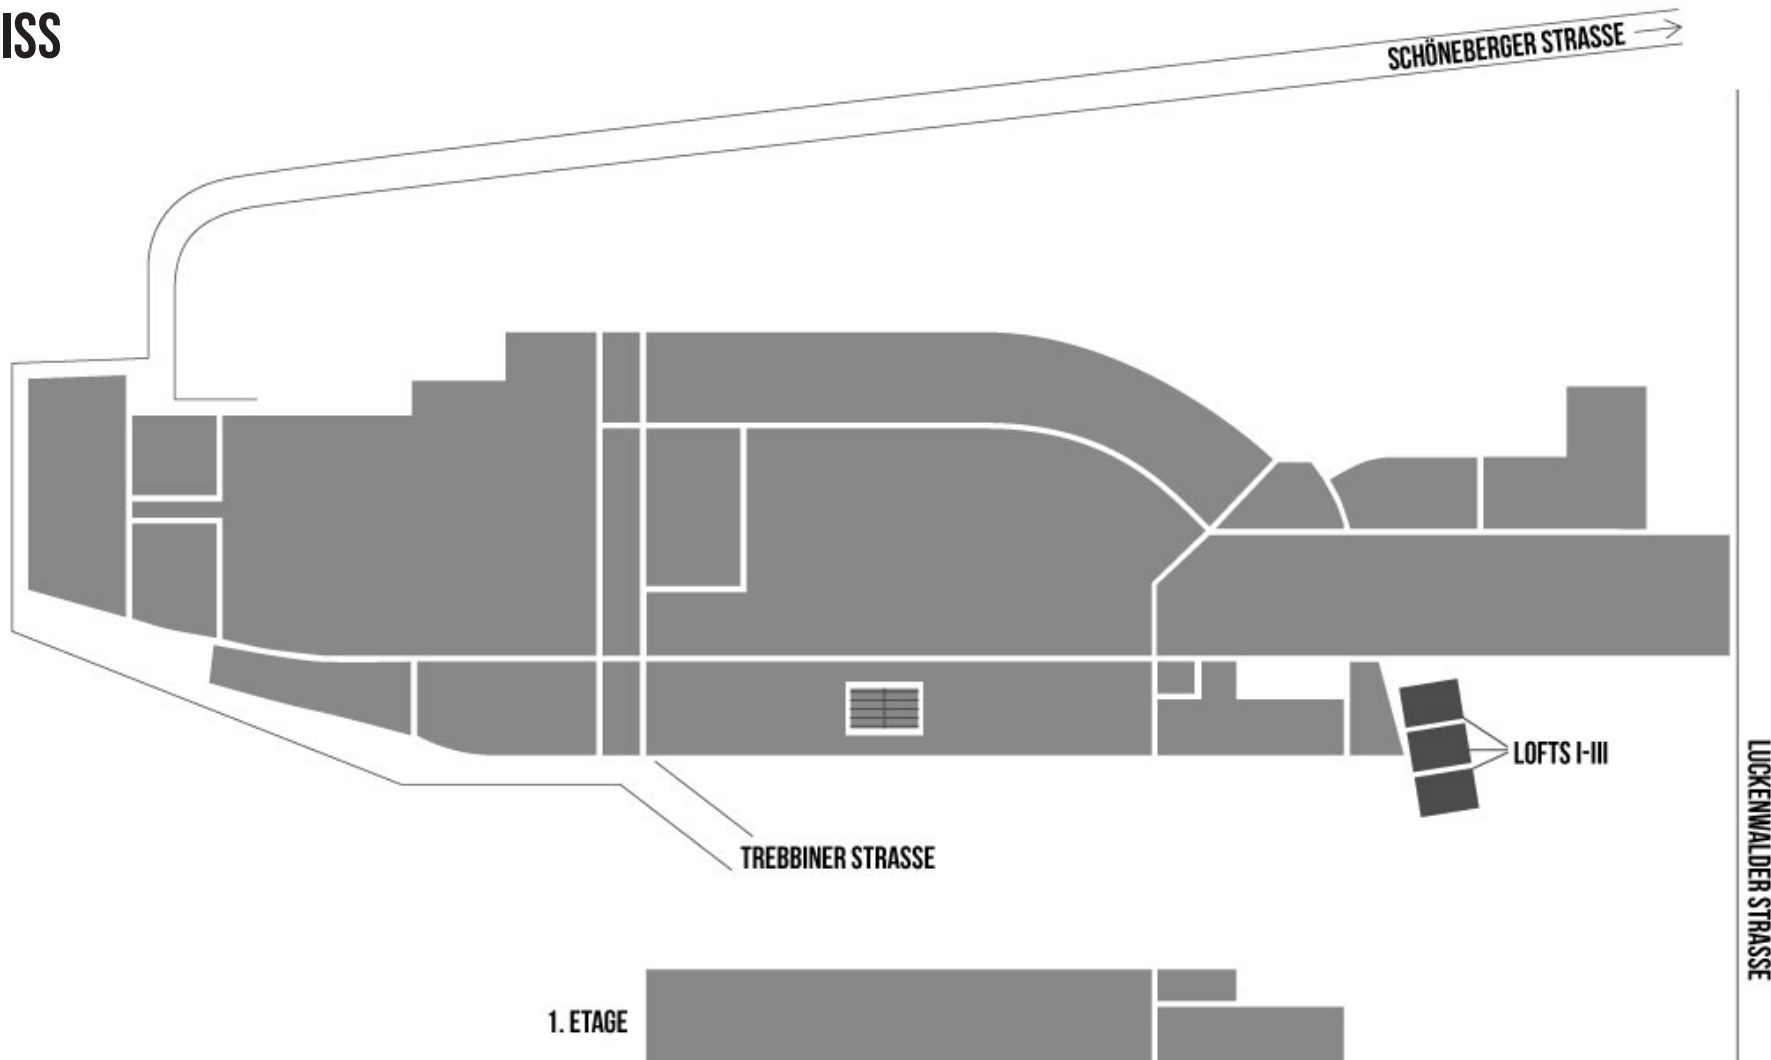 ISS
SCHÖNEBERGER STRASSE
LOFTS I-III
LUCKENWALDER STRASSE
TREBBINER STRASSE
1. ETAGE